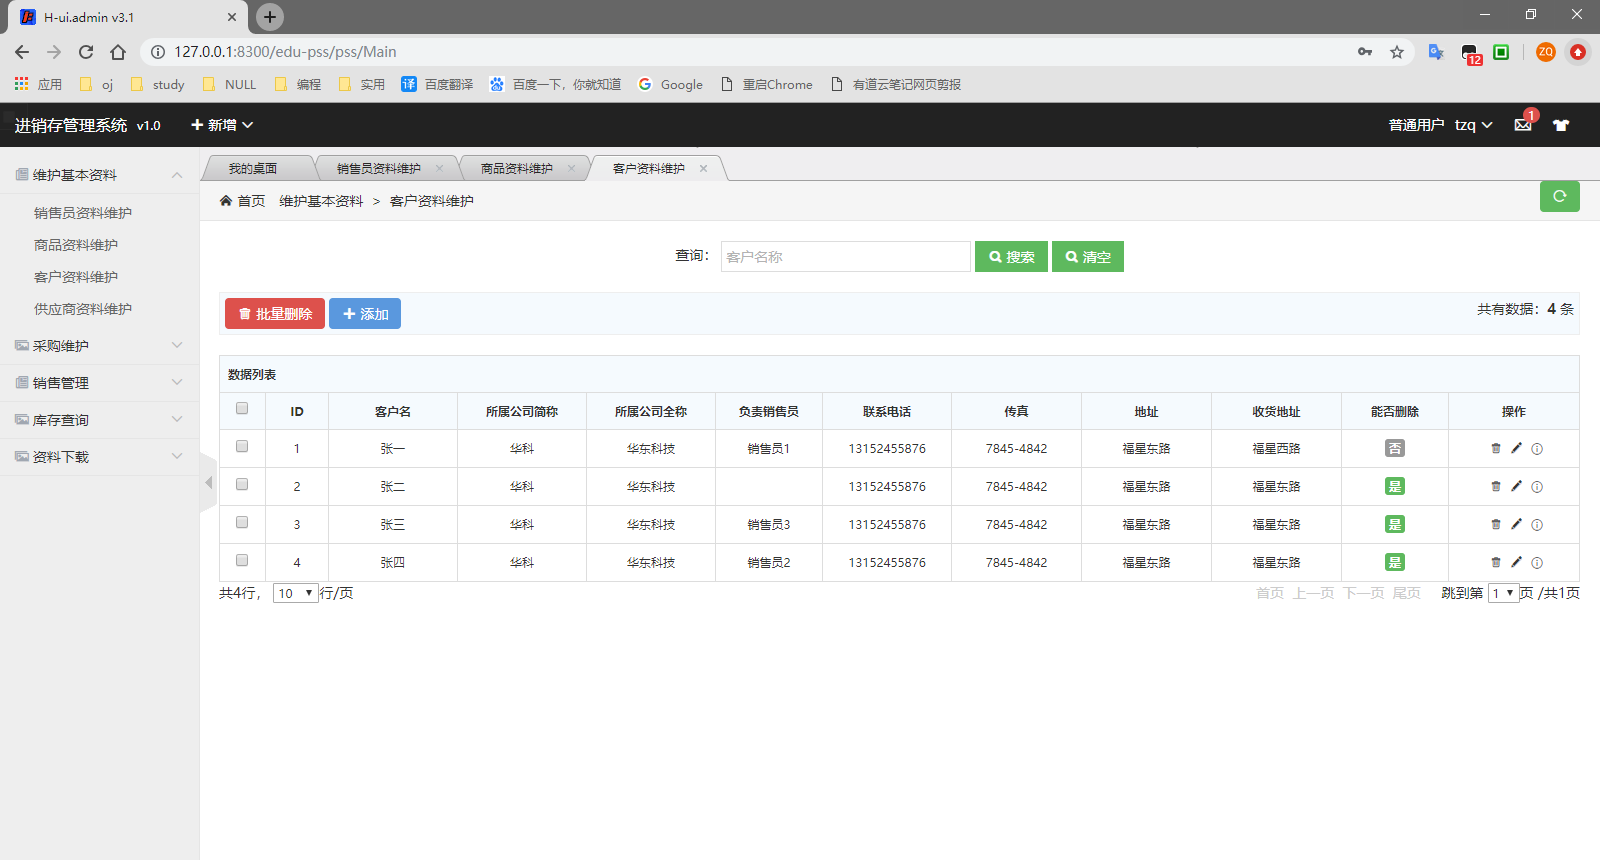 H-ui.admin v3.1
127.0.0.1:8300/edu-pss/pss/Main
12
ZQ
应用 oj study NULL 编程 实用 译 百度翻译 百度一下，你就知道 Google 重启Chrome 有道云笔记网页剪报
进销存管理系统 v1.0 新增 普通用户 tzq 1
维护基本资料
销售员资料维护
商品资料维护
客户资料维护
供应商资料维护
采购维护
销售管理
库存查询
资料下载
我的桌面 销售员资料维护 商品资料维护 客户资料维护
首页 维护基本资料 > 客户资料维护
查询： 客户名称 搜索 清空
批量删除 添加 共有数据：4 条
数据列表
ID 客户名 所属公司简称 所属公司全称 负责销售员 联系电话 传真 地址 收货地址 能否删除 操作
1 张一 华科 华东科技 销售员1 13152455876 7845-4842 福星东路 福星西路 否
2 张二 华科 华东科技 13152455876 7845-4842 福星东路 福星东路 是
3 张三 华科 华东科技 销售员3 13152455876 7845-4842 福星东路 福星东路 是
4 张四 华科 华东科技 销售员2 13152455876 7845-4842 福星东路 福星东路 是
共4行， 10 行/页 首页 上一页 下一页 尾页 跳到第 1 页 /共1页